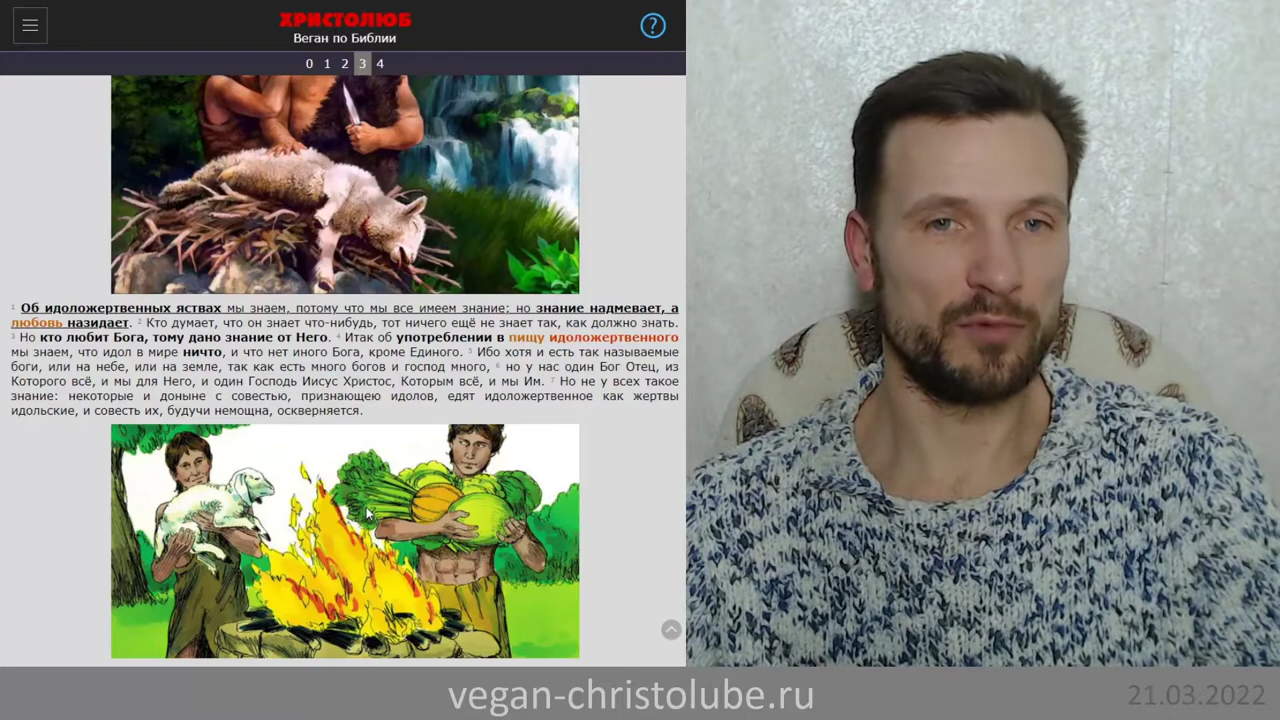 ХРИСТОЛЮБ
Веган по Библии
?
0 1 2 3 4
1 Об идоложертвенных яствах мы знаем, потому что мы все имеем знание; но знание надмевает, а
любовь назидает. 2 Кто думает, что он знает что-нибудь, тот ничего ещё не знает так, как должно знать.
3 Но кто любит Бога, тому дано знание от Него. 4 Итак об употреблении в пищу идоложертвенного
мы знаем, что идол в мире ничто, и что нет иного Бога, кроме Единого. 5 Ибо хотя и есть так называемые
боги, или на небе, или на земле, так как есть много богов и господ много, 6 но у нас один Бог Отец, из
Которого всё, и мы для Него, и один Господь Иисус Христос, Которым всё, и мы Им. 7 Но не у всех такое
знание: некоторые и доныне с совестью, признающею идолов, едят идоложертвенное как жертвы
идольские, и совесть их, будучи немощна, оскверняется.
vegan-christolube.ru
21.03.2022